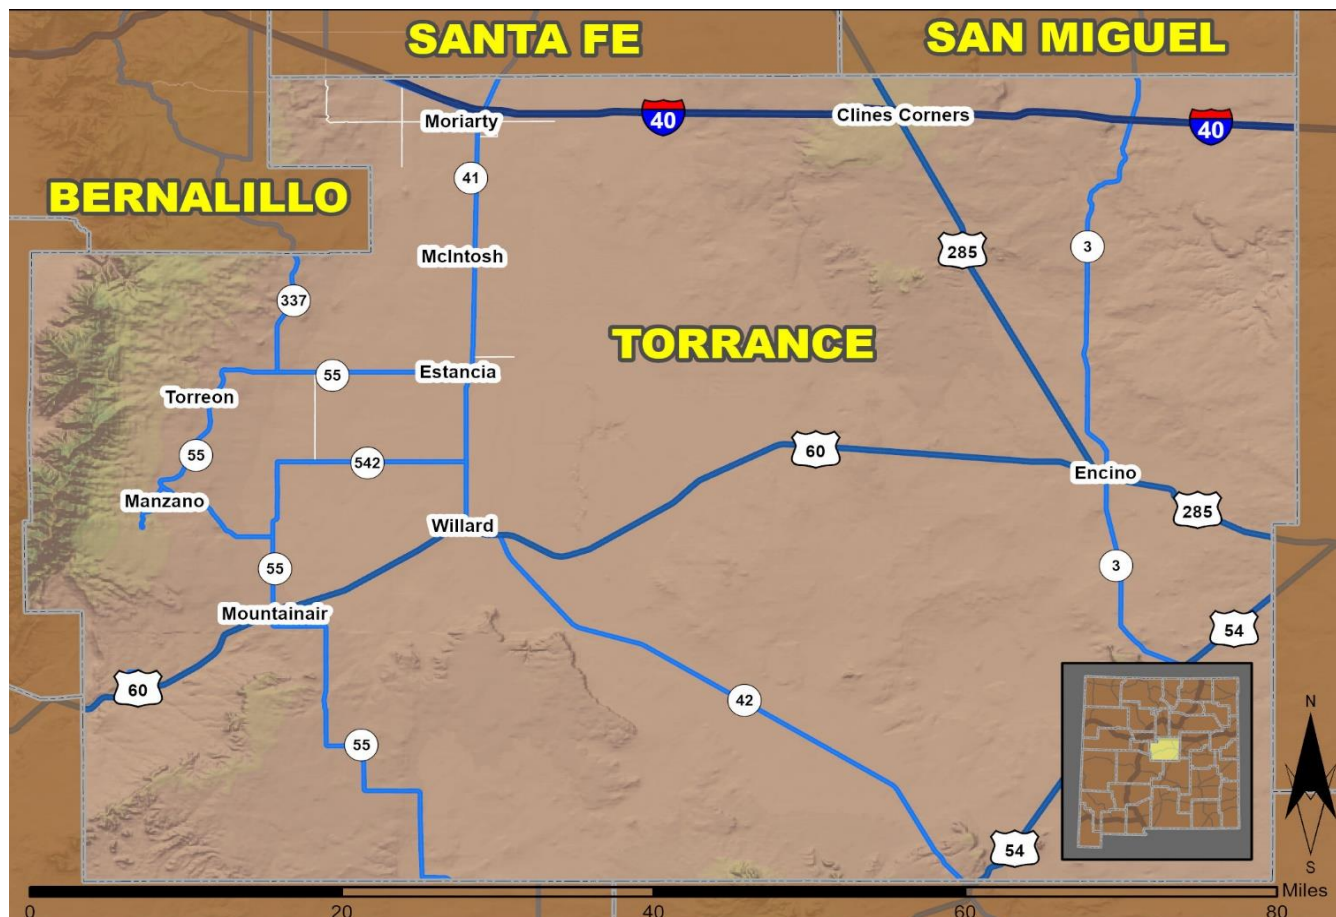 SANTA FE
SAN MIGUEL
Moriarty
40
Clines Corners
40
41
BERNALILLO
McIntosh
285
3
337
TORRANCE
55
Estancia
Torreon
55
542
60
Encino
Manzano
285
Willard
55
3
Mountainair
54
60
42
N
55
54
S
Miles
0
20
40
60
80